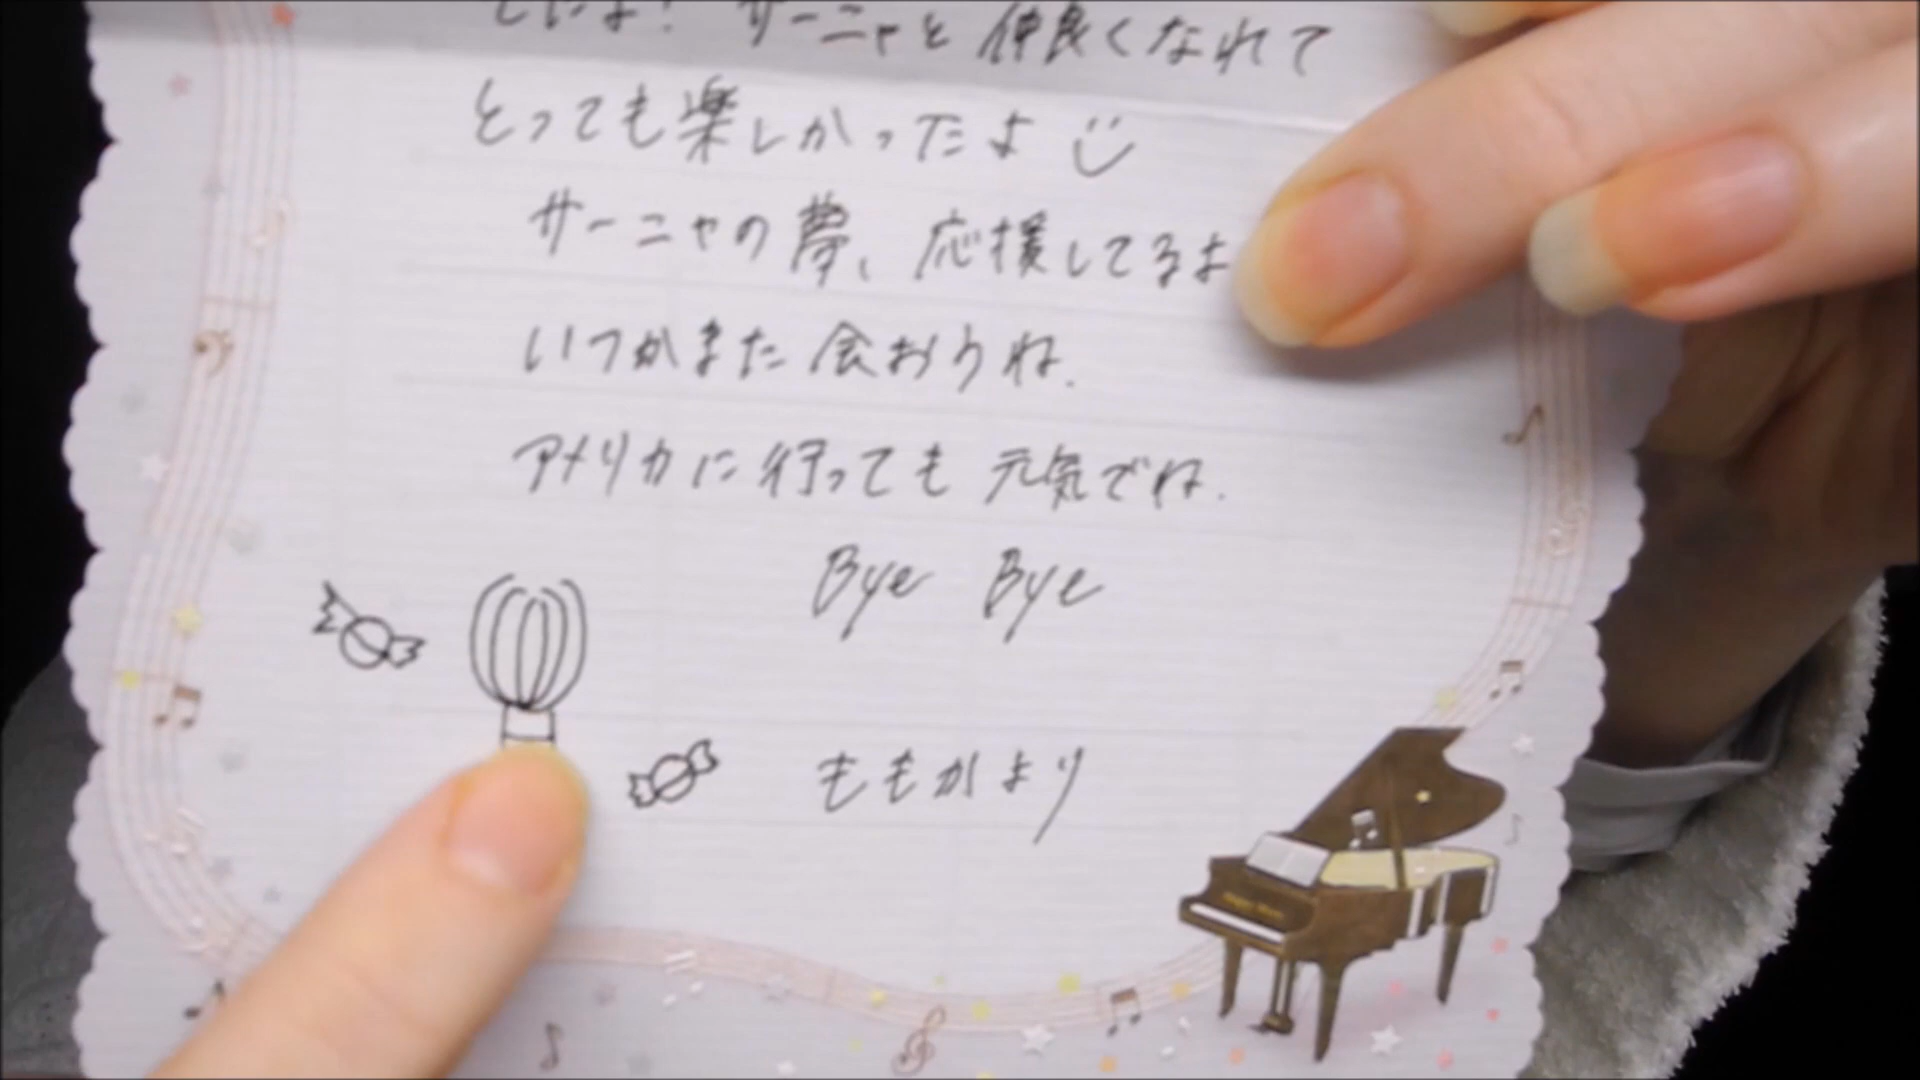 サーニャと仲良くなれて
とっても楽しかったよ
サーニャの夢、応援してるよ
いつかまた会おうね.
アメリカに行っても元気でね.
Bye Bye
ももかより